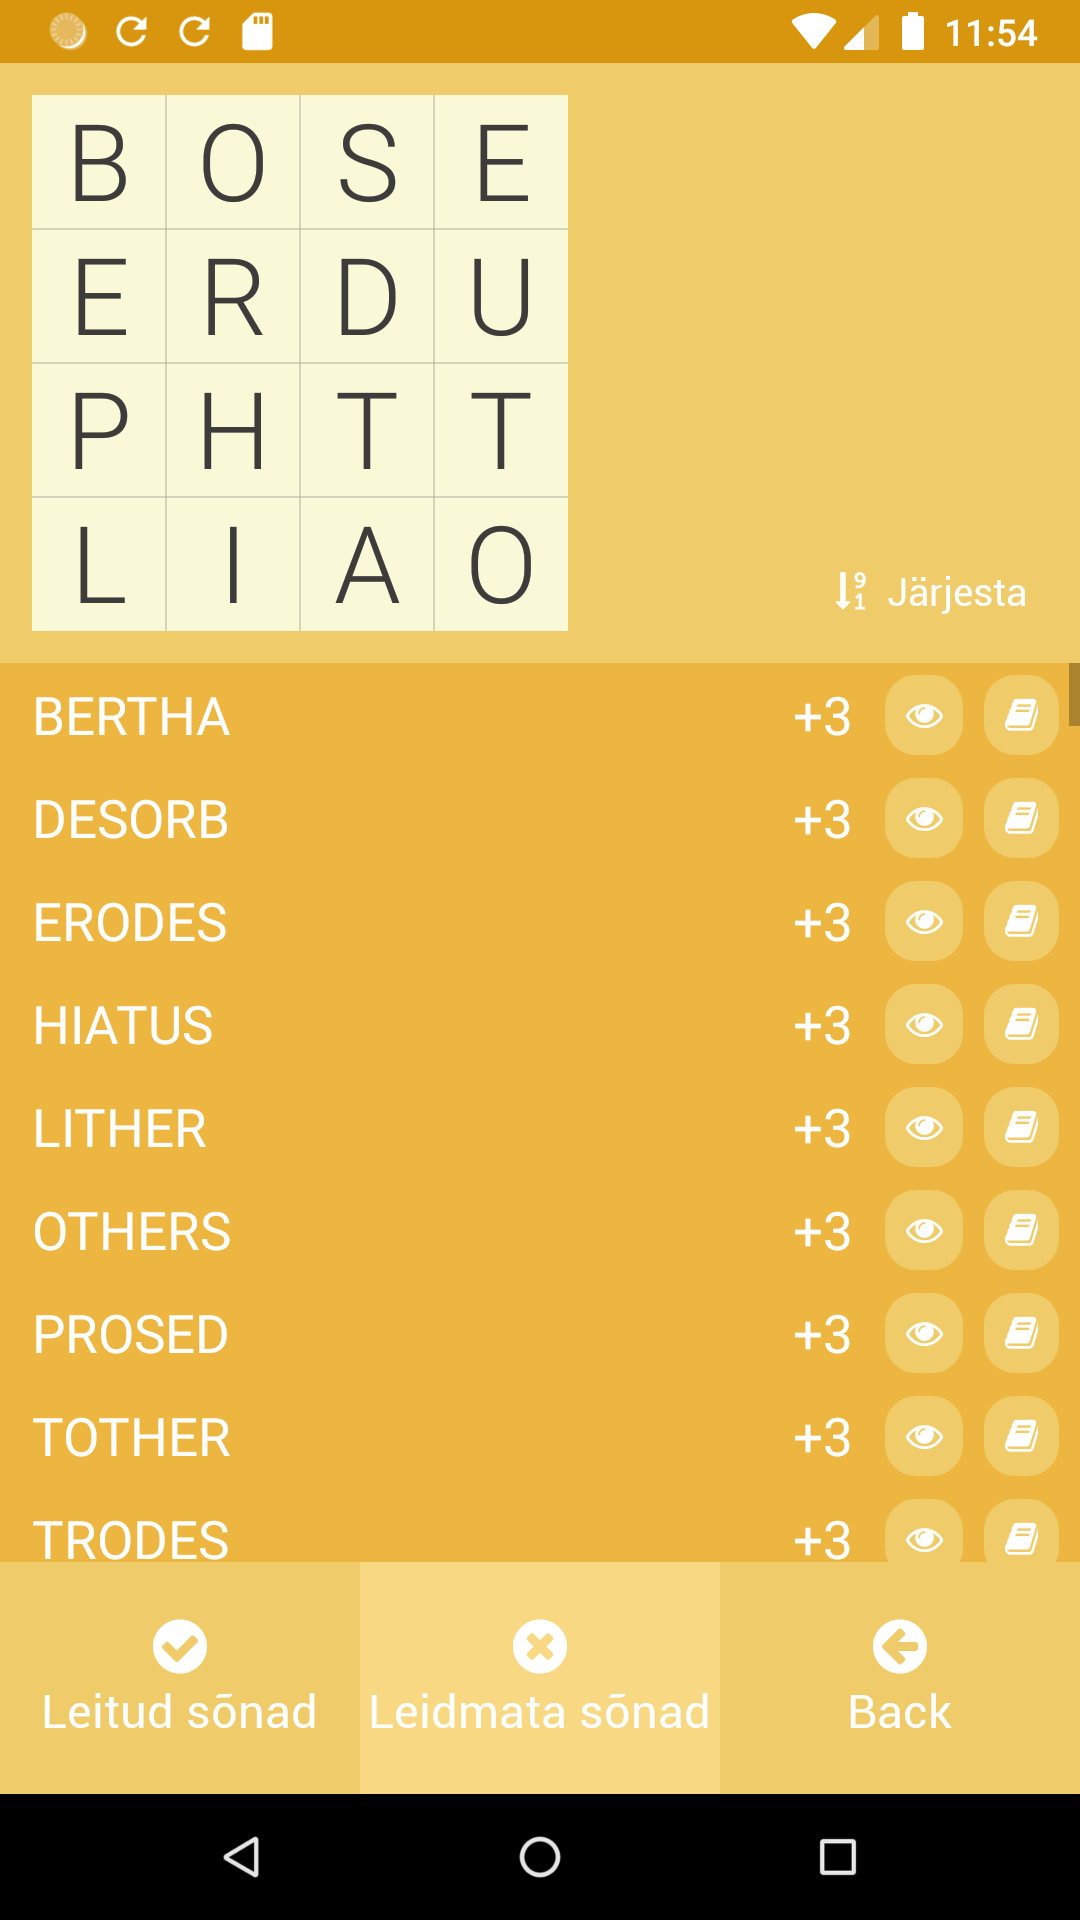 11:54
B O S E
E R D U
P H T T
L I A O
Järjesta
BERTHA +3
DESORB +3
ERODES +3
HIATUS +3
LITHER +3
OTHERS +3
PROSED +3
TOTHER +3
TRODES +3
Leitud sõnad Leidmata sõnad Back